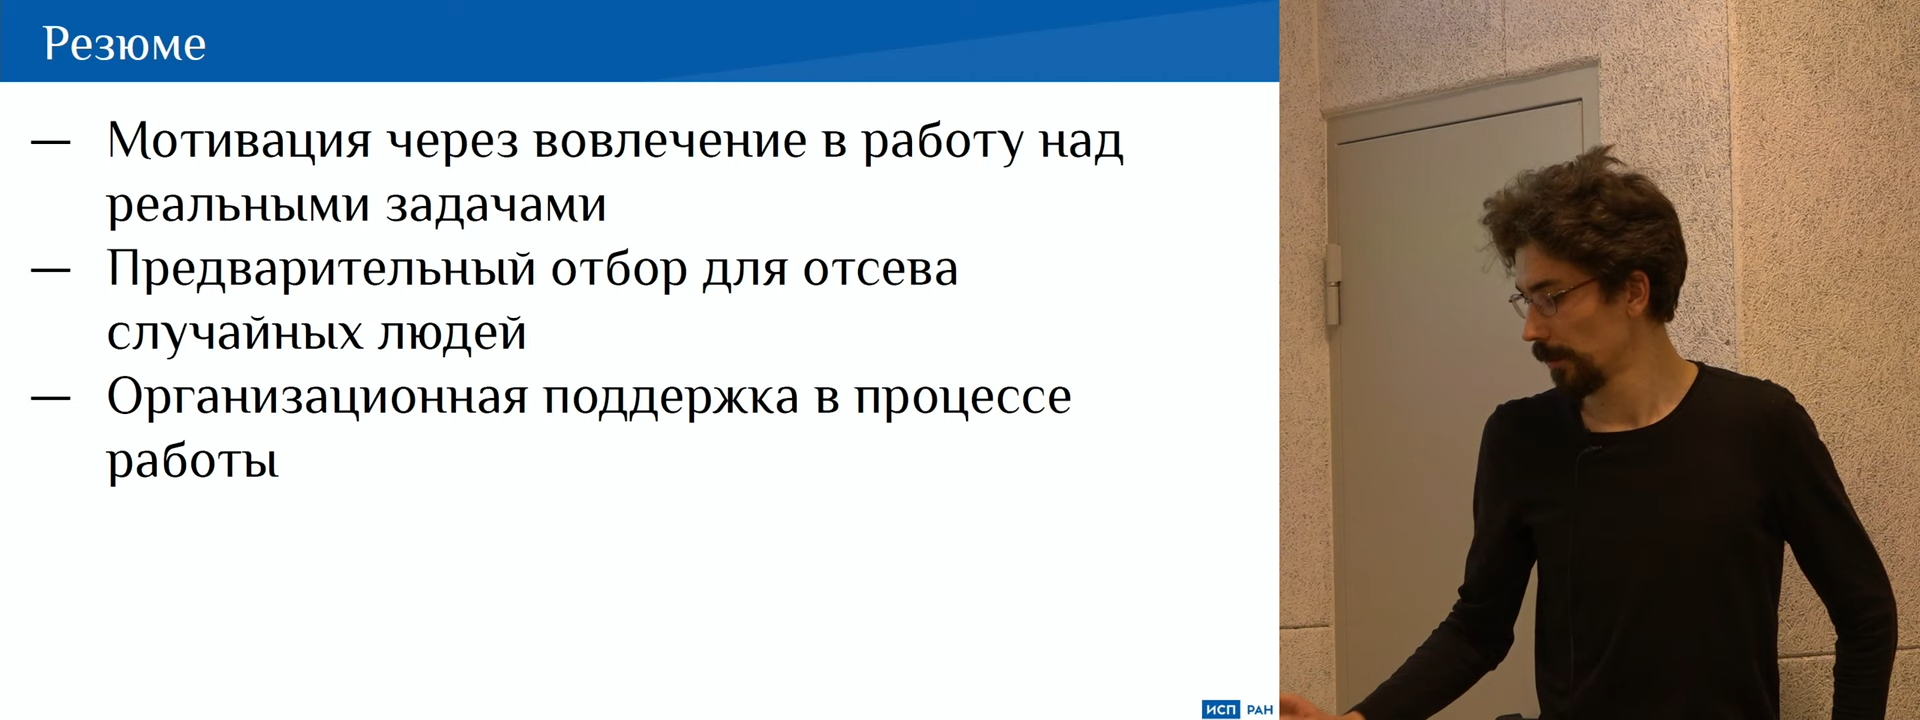 Резюме
— Мотивация через вовлечение в работу над
реальными задачами
— Предварительный отбор для отсева
случайных людей
— Организационная поддержка в процессе
работы
ИСП РАН